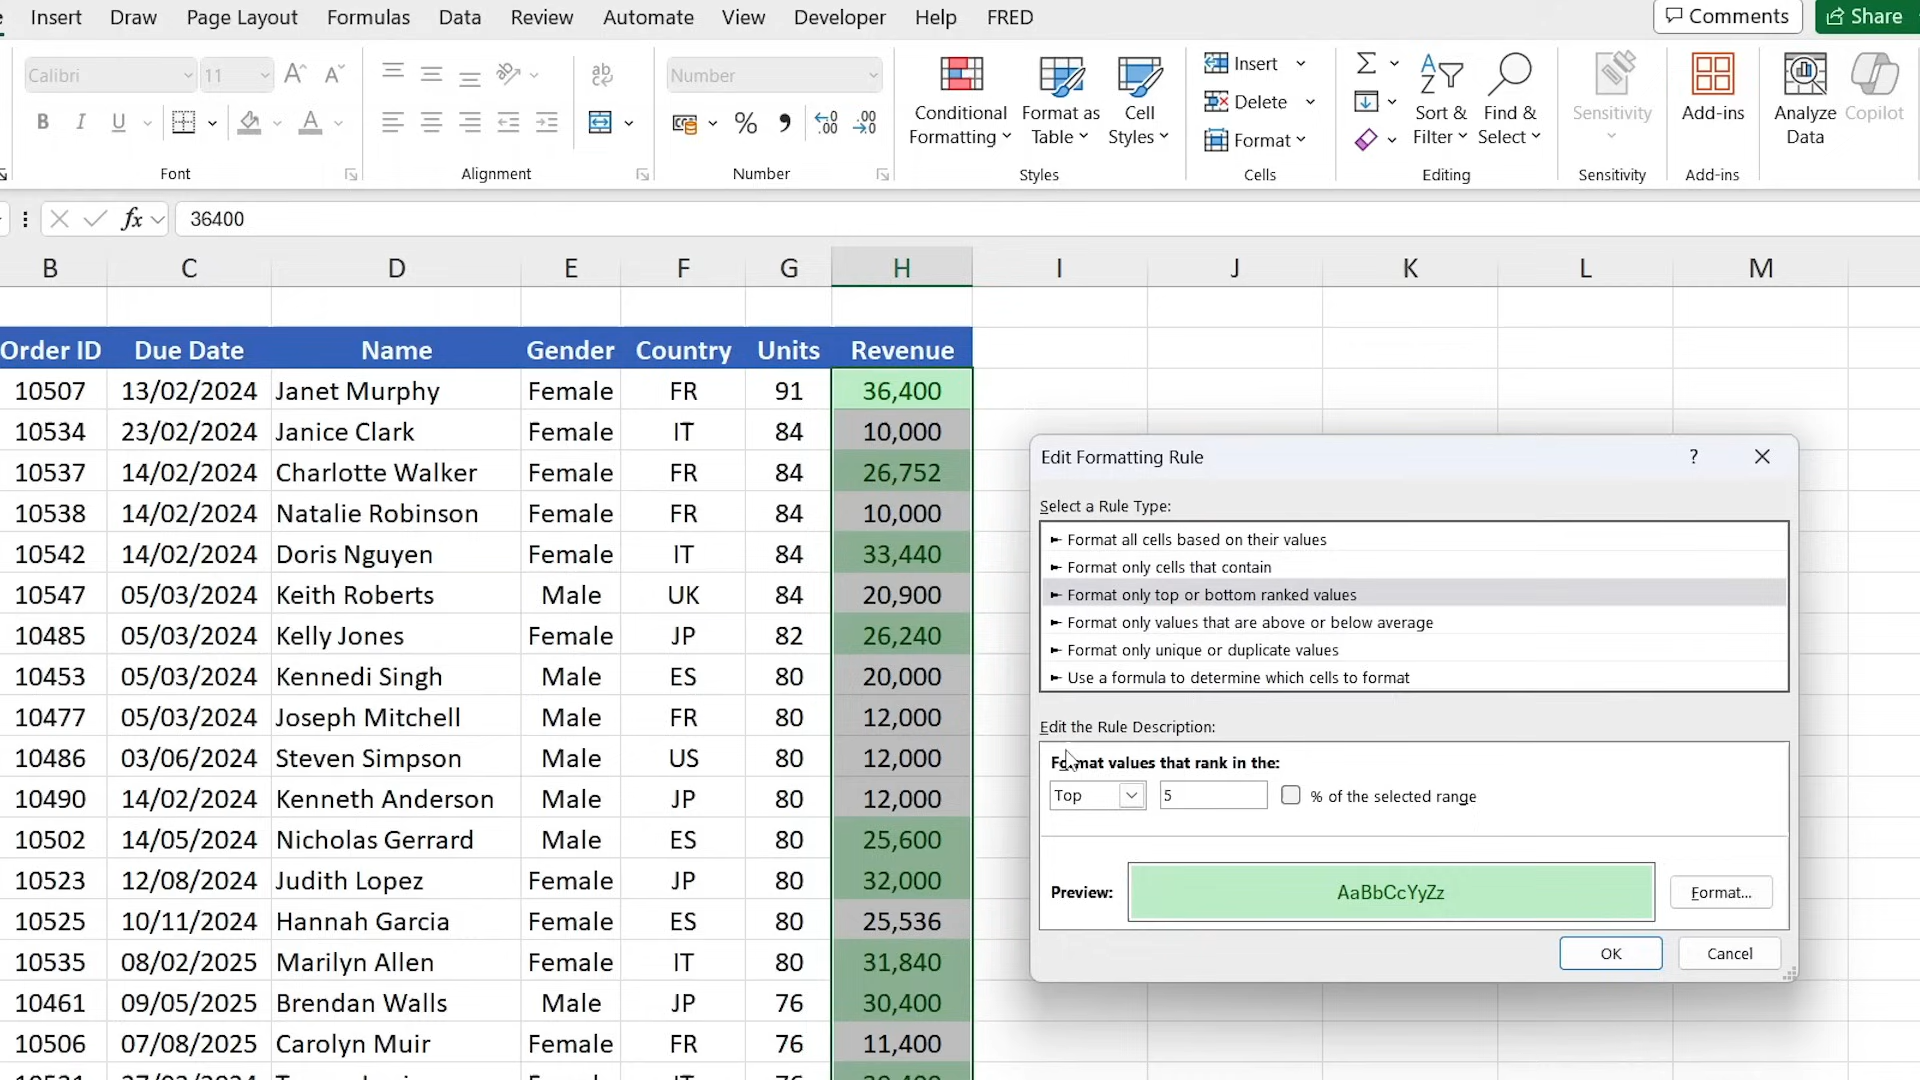 Insert Draw Page Layout Formulas Data Review Automate View Developer Help FRED Comments Share
Calibri 11 A A ab Number Conditional Formatting Format as Table Cell Styles Insert Delete Format Sort & Filter Find & Select Sensitivity Add-ins Analyze Data Copilot
B I U A % , .00 .00
Font Alignment Number Styles Cells Editing Sensitivity Add-ins
fx 36400
B C D E F G H I J K L M
Order ID Due Date Name Gender Country Units Revenue
10507 13/02/2024 Janet Murphy Female FR 91 36,400
10534 23/02/2024 Janice Clark Female IT 84 10,000
10537 14/02/2024 Charlotte Walker Female FR 84 26,752
10538 14/02/2024 Natalie Robinson Female FR 84 10,000
10542 14/02/2024 Doris Nguyen Female IT 84 33,440
10547 05/03/2024 Keith Roberts Male UK 84 20,900
10485 05/03/2024 Kelly Jones Female JP 82 26,240
10453 05/03/2024 Kennedi Singh Male ES 80 20,000
10477 05/03/2024 Joseph Mitchell Male FR 80 12,000
10486 03/06/2024 Steven Simpson Male US 80 12,000
10490 14/02/2024 Kenneth Anderson Male JP 80 12,000
10502 14/05/2024 Nicholas Gerrard Male ES 80 25,600
10523 12/08/2024 Judith Lopez Female JP 80 32,000
10525 10/11/2024 Hannah Garcia Female ES 80 25,536
10535 08/02/2025 Marilyn Allen Female IT 80 31,840
10461 09/05/2025 Brendan Walls Male JP 76 30,400
10506 07/08/2025 Carolyn Muir Female FR 76 11,400
Edit Formatting Rule ?
Select a Rule Type:
► Format all cells based on their values
► Format only cells that contain
► Format only top or bottom ranked values
► Format only values that are above or below average
► Format only unique or duplicate values
► Use a formula to determine which cells to format
Edit the Rule Description:
Format values that rank in the:
Top 5 % of the selected range
Preview: AaBbCcYyZz Format...
OK Cancel